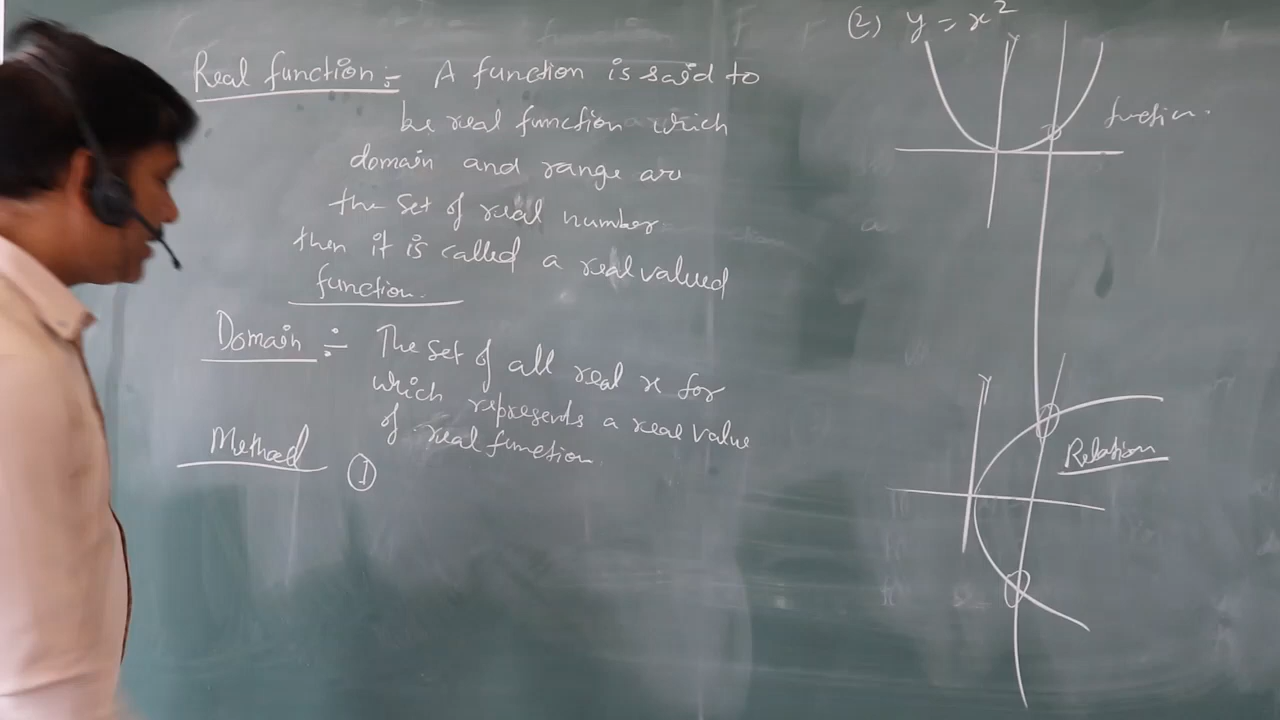 Real function :- A function is said to
be real function which
domain and range are
the set of real number
then it is called a real valued
function.
Domain :- The set of all real x for
which represents a real value
of real function.
Method ①
(2) y = x²
function.
Relation